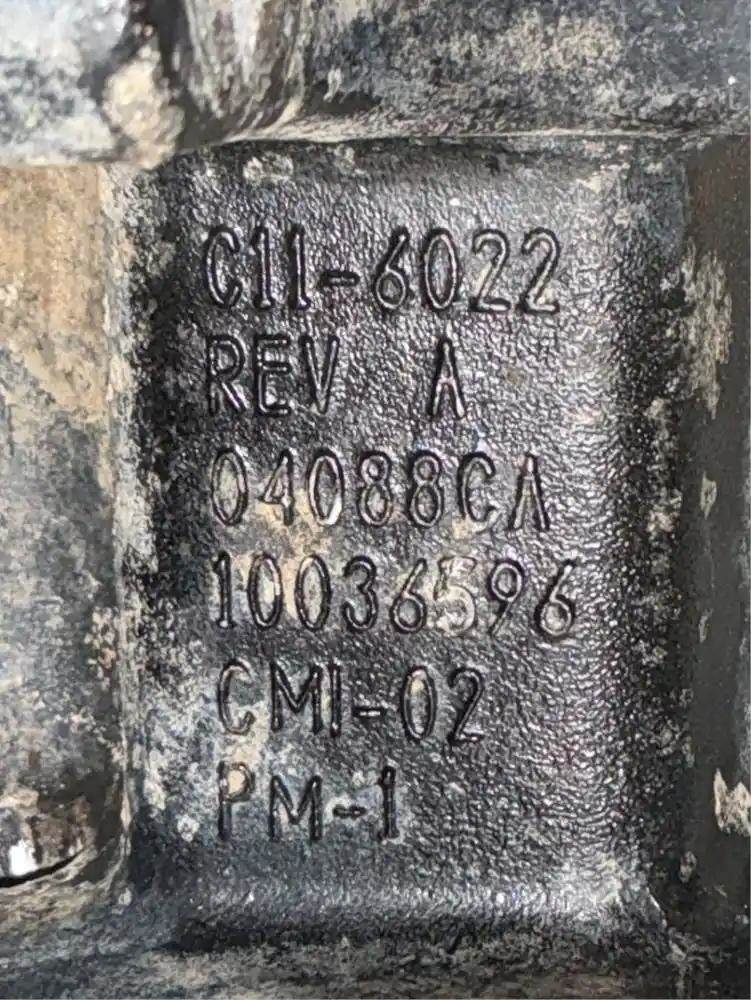 C11-6022
REV A
04088CA
10036596
CMI-02
PM-1